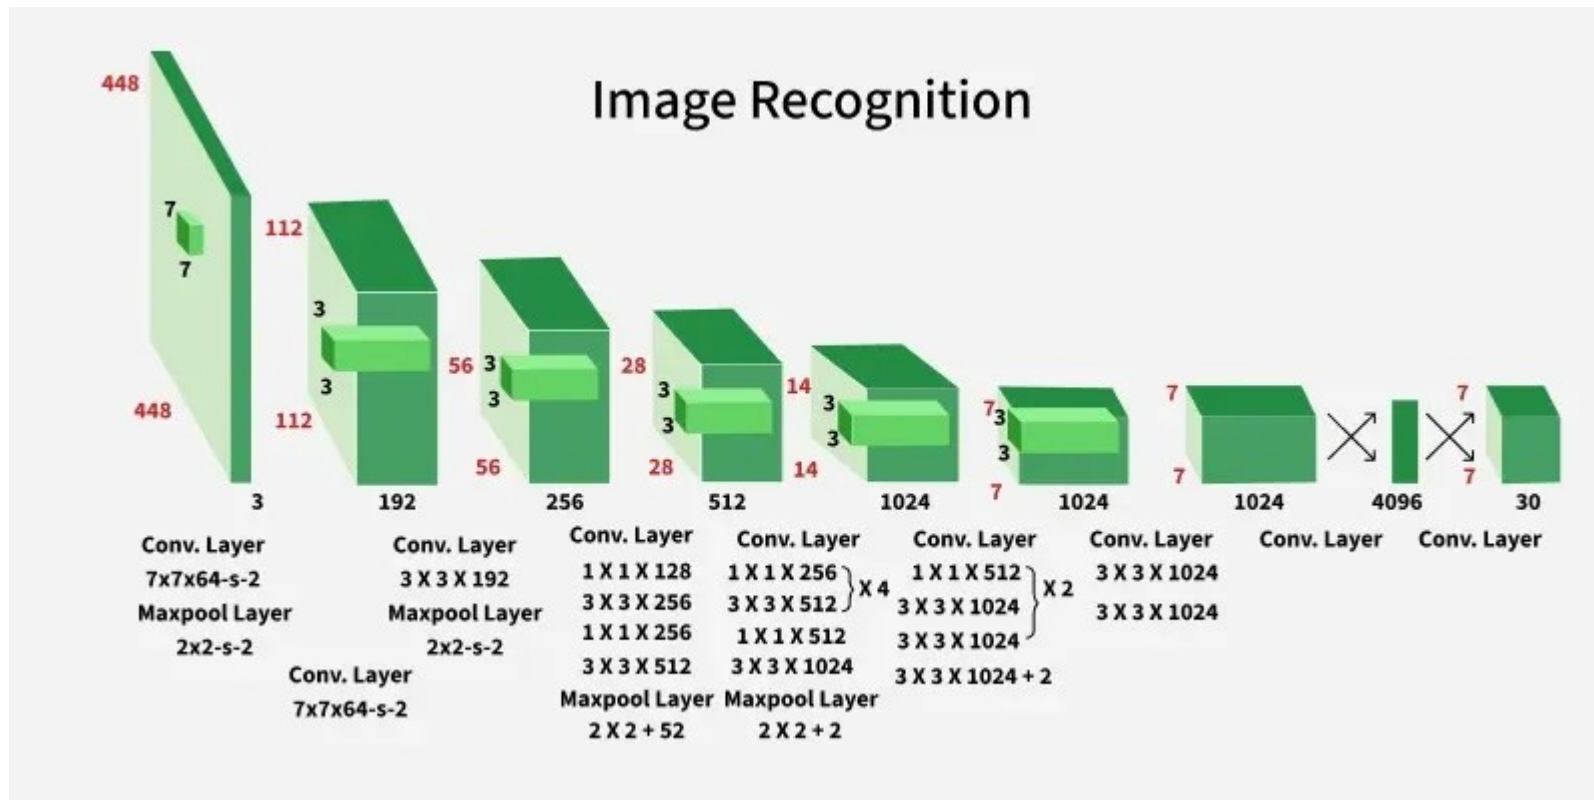 Image Recognition
448
448
7
7
3
112
112
3
3
192
56
56
3
3
256
28
28
3
3
512
14
14
3
3
1024
7
7
3
3
1024
7
7
1024
4096
7
7
30
Conv. Layer
7x7x64-s-2
Maxpool Layer
2x2-s-2
Conv. Layer
7x7x64-s-2
Conv. Layer
3 X 3 X 192
Maxpool Layer
2x2-s-2
Conv. Layer
1 X 1 X 128
3 X 3 X 256
1 X 1 X 256
3 X 3 X 512
Maxpool Layer
2 X 2 + 52
Conv. Layer
1 X 1 X 256
3 X 3 X 512
X 4
1 X 1 X 512
3 X 3 X 1024
Maxpool Layer
2 X 2 + 2
Conv. Layer
1 X 1 X 512
3 X 3 X 1024
3 X 3 X 1024
X 2
3 X 3 X 1024 + 2
Conv. Layer
3 X 3 X 1024
3 X 3 X 1024
Conv. Layer
Conv. Layer